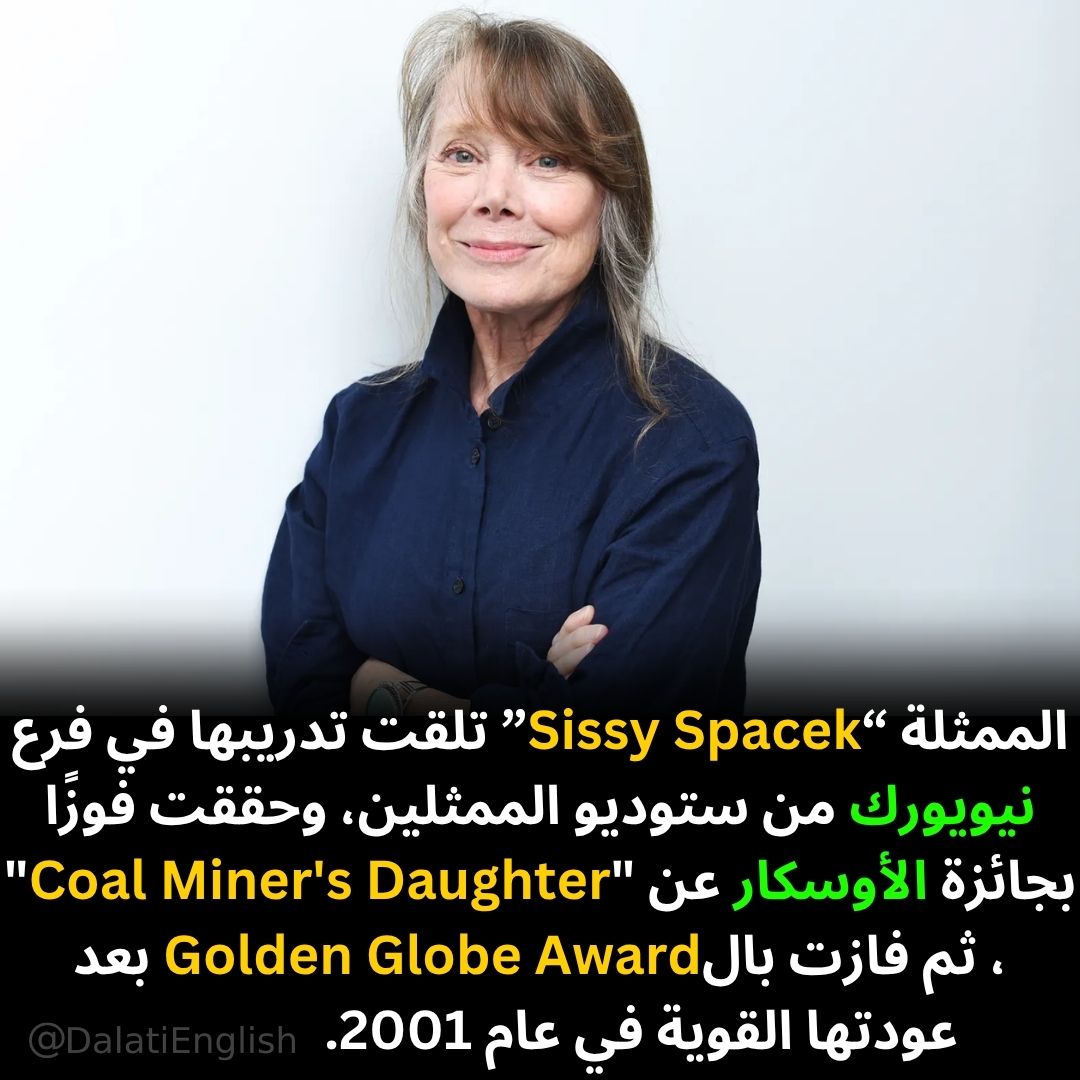 الممثلة “Sissy Spacek” تلقت تدريبها في فرع
نيويورك من ستوديو الممثلين، وحققت فوزًا
بجائزة الأوسكار عن "Coal Miner's Daughter"
، ثم فازت بالGolden Globe Award بعد
عودتها القوية في عام 2001.
@DalatiEnglish